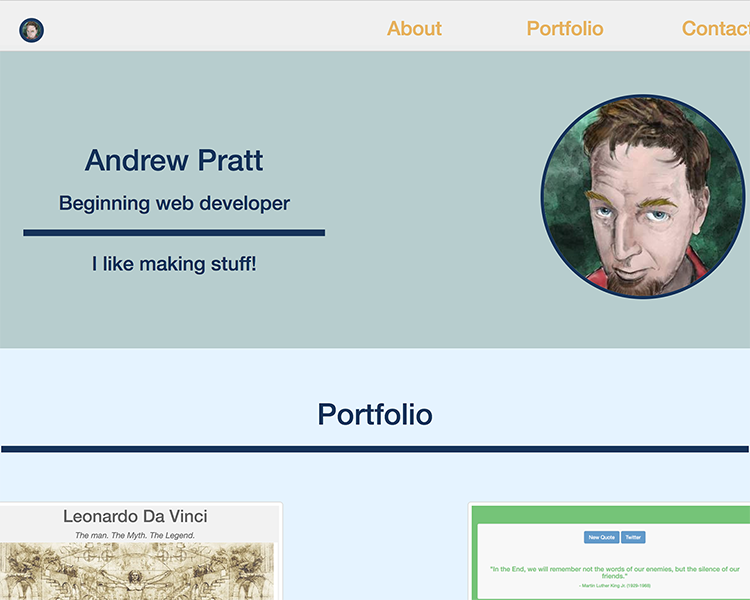 About Portfolio Contact
Andrew Pratt
Beginning web developer
I like making stuff!
Portfolio
Leonardo Da Vinci
The man. The Myth. The Legend.
New Quote Twitter
"In the End, we will remember not the words of our enemies, but the silence of our
friends."
- Martin Luther King Jr. (1929-1968)